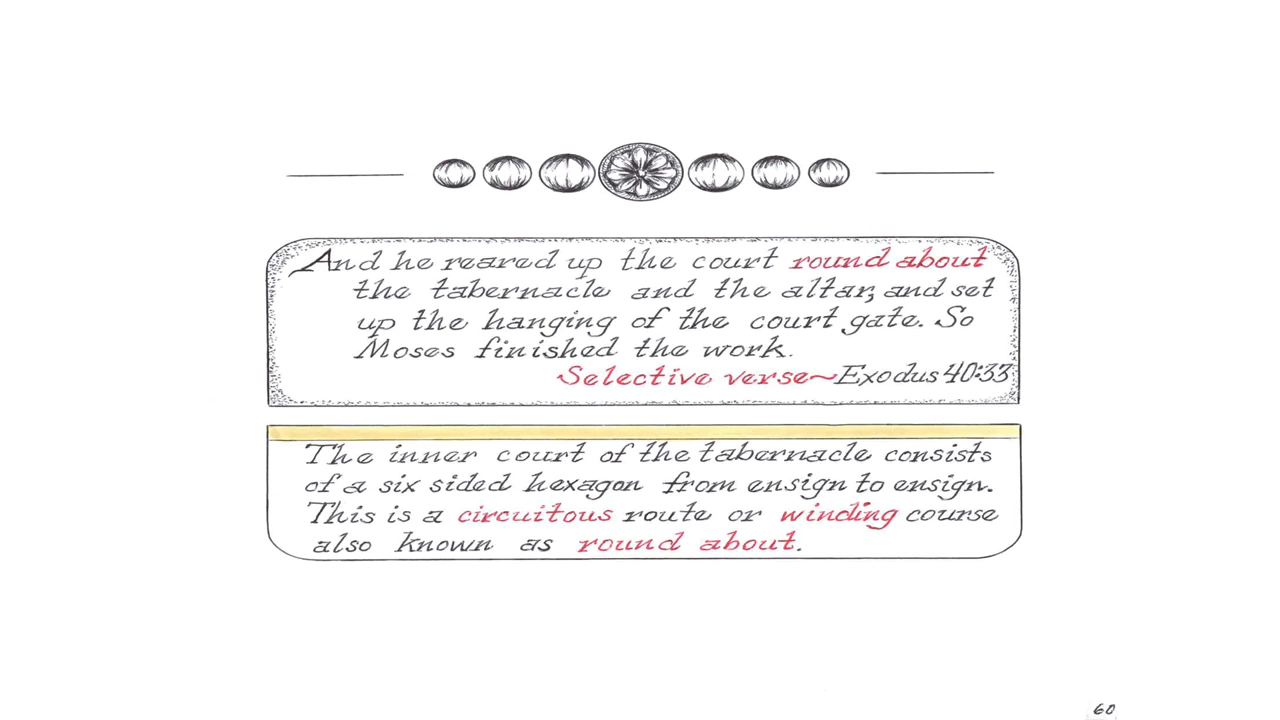 And he reared up the court round about
the tabernacle and the altar, and set
up the hanging of the court gate. So
Moses finished the work.
Selective verse~Exodus 40:33
The inner court of the tabernacle consists
of a six sided hexagon from ensign to ensign.
This is a circuitous route or winding course
also known as round about.
60